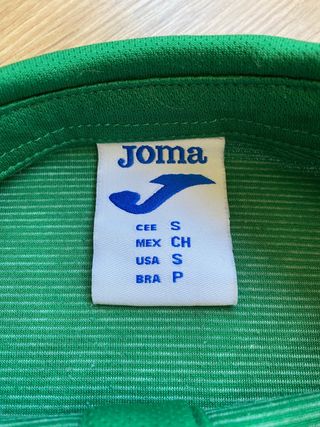 Joma
CEE S
MEX CH
USA S
BRA P